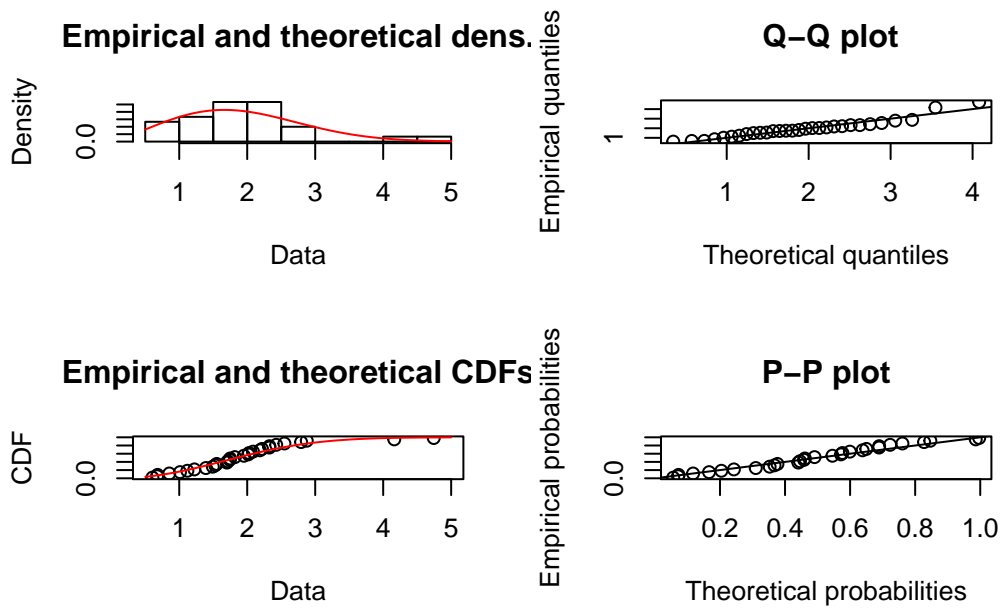 Empirical and theoretical dens.
Density
0.0
1 2 3 4 5
Data
Q−Q plot
Empirical quantiles
1
1 2 3 4
Theoretical quantiles
Empirical and theoretical CDFs
CDF
0.0
1 2 3 4 5
Data
P−P plot
Empirical probabilities
0.0
0.2 0.4 0.6 0.8 1.0
Theoretical probabilities